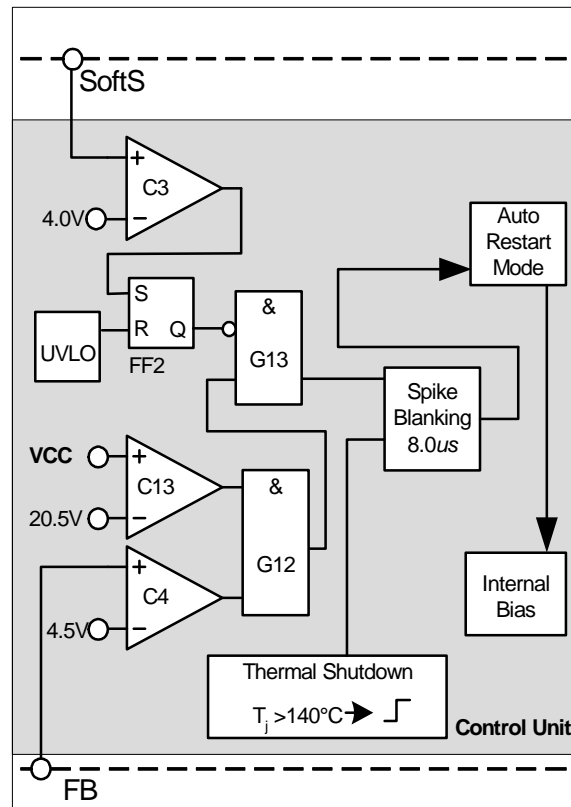 SoftS
+
C3
4.0V
−
Auto
Restart
Mode
S
R Q
&
UVLO
FF2
G13
Spike
Blanking
8.0us
VCC
+
C13
20.5V
−
&
+
C4
G12
4.5V
−
Internal
Bias
Thermal Shutdown
Tj >140°C
Control Unit
FB